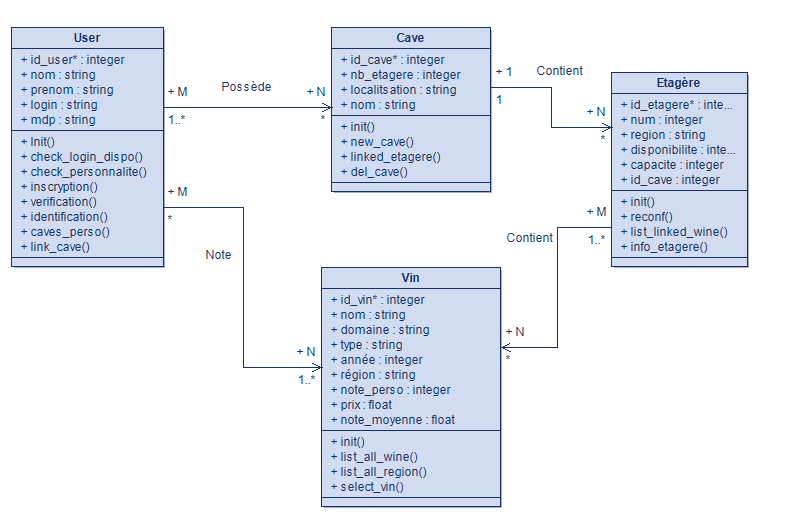 User
+ id_user* : integer
+ nom : string
+ prenom : string
+ login : string
+ mdp : string
+ Init()
+ check_login_dispo()
+ check_personnalite()
+ inscryption()
+ verification()
+ identification()
+ caves_perso()
+ link_cave()
+ M
Possède
+ N
1..*
*
Cave
+ id_cave* : integer
+ nb_etagere : integer
+ localitsation : string
+ nom : string
+ init()
+ new_cave()
+ linked_etagere()
+ del_cave()
+ 1
Contient
1
+ N
*
Etagère
+ id_etagere* : inte...
+ num : integer
+ region : string
+ disponibilite : inte...
+ capacite : integer
+ id_cave : integer
+ init()
+ reconf()
+ list_linked_wine()
+ info_etagere()
+ M
*
Note
+ N
1..*
+ M
Contient
1..*
+ N
*
Vin
+ id_vin* : integer
+ nom : string
+ domaine : string
+ type : string
+ année : integer
+ région : string
+ note_perso : integer
+ prix : float
+ note_moyenne : float
+ init()
+ list_all_wine()
+ list_all_region()
+ select_vin()